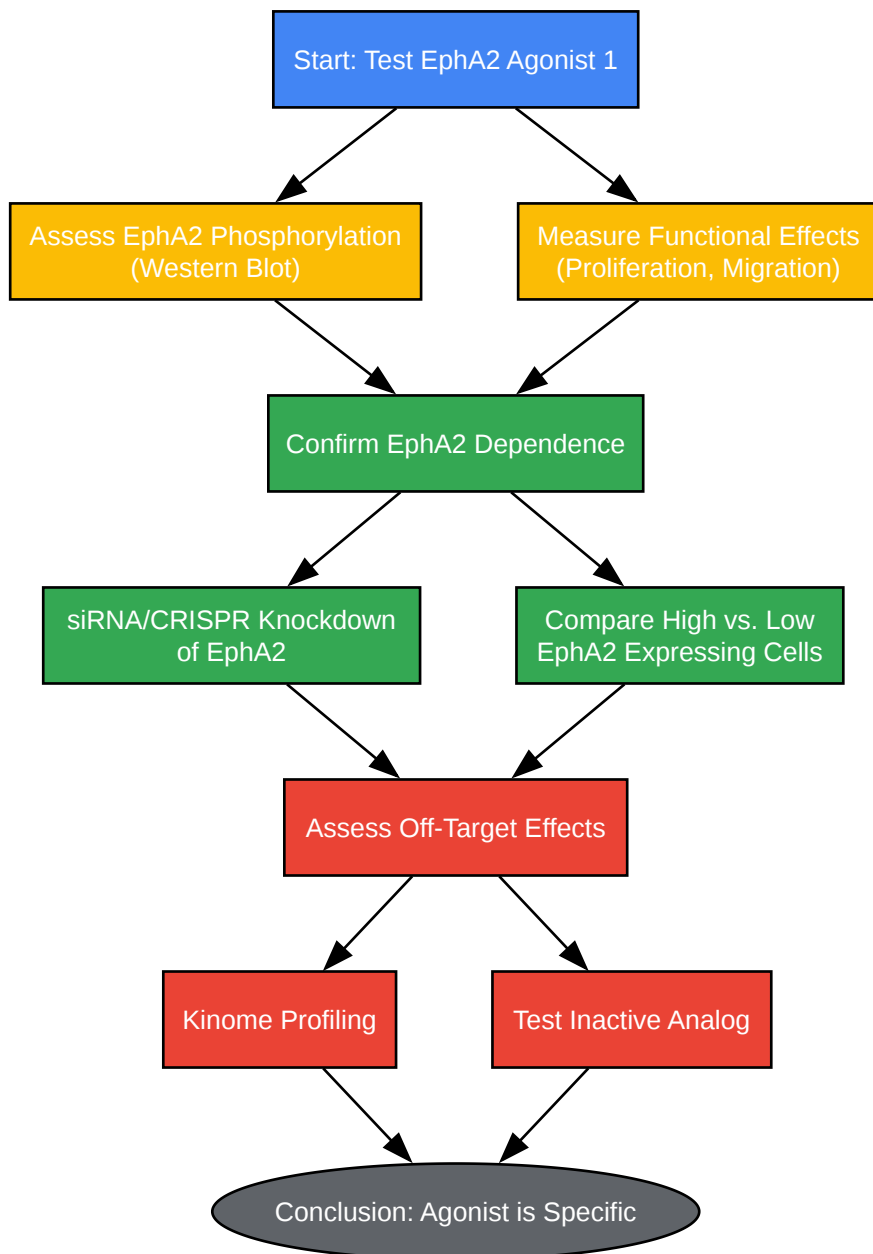 Start: Test EphA2 Agonist 1
Assess EphA2 Phosphorylation
(Western Blot)
Measure Functional Effects
(Proliferation, Migration)
Confirm EphA2 Dependence
siRNA/CRISPR Knockdown
of EphA2
Compare High vs. Low
EphA2 Expressing Cells
Assess Off-Target Effects
Kinome Profiling
Test Inactive Analog
Conclusion: Agonist is Specific